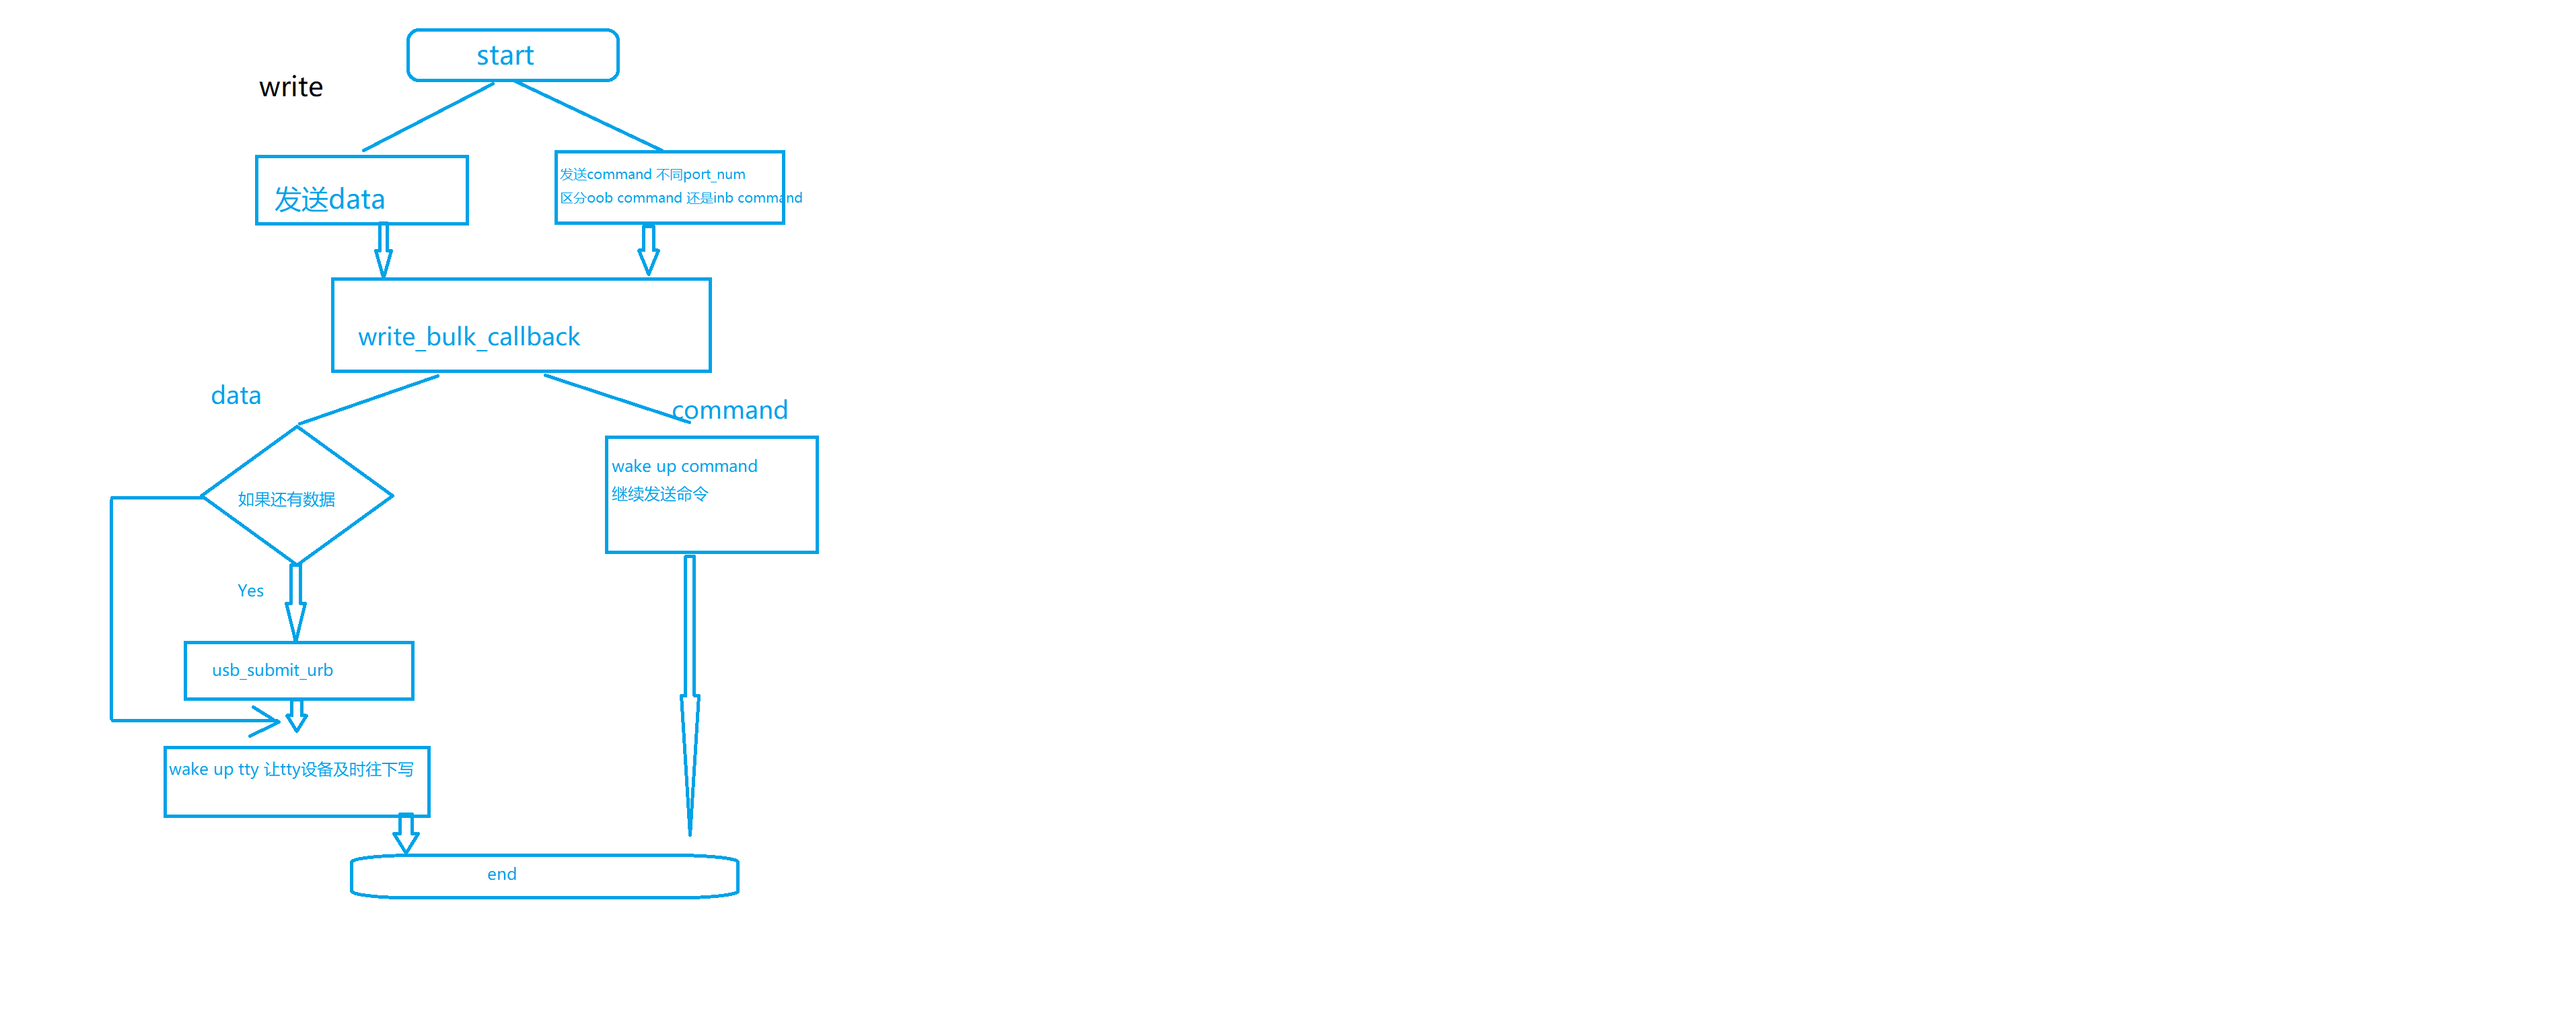 start
write
发送data
发送command 不同port_num
区分oob command 还是inb command
write_bulk_callback
data
command
如果还有数据
wake up command
继续发送命令
Yes
usb_submit_urb
wake up tty 让tty设备及时往下写
end